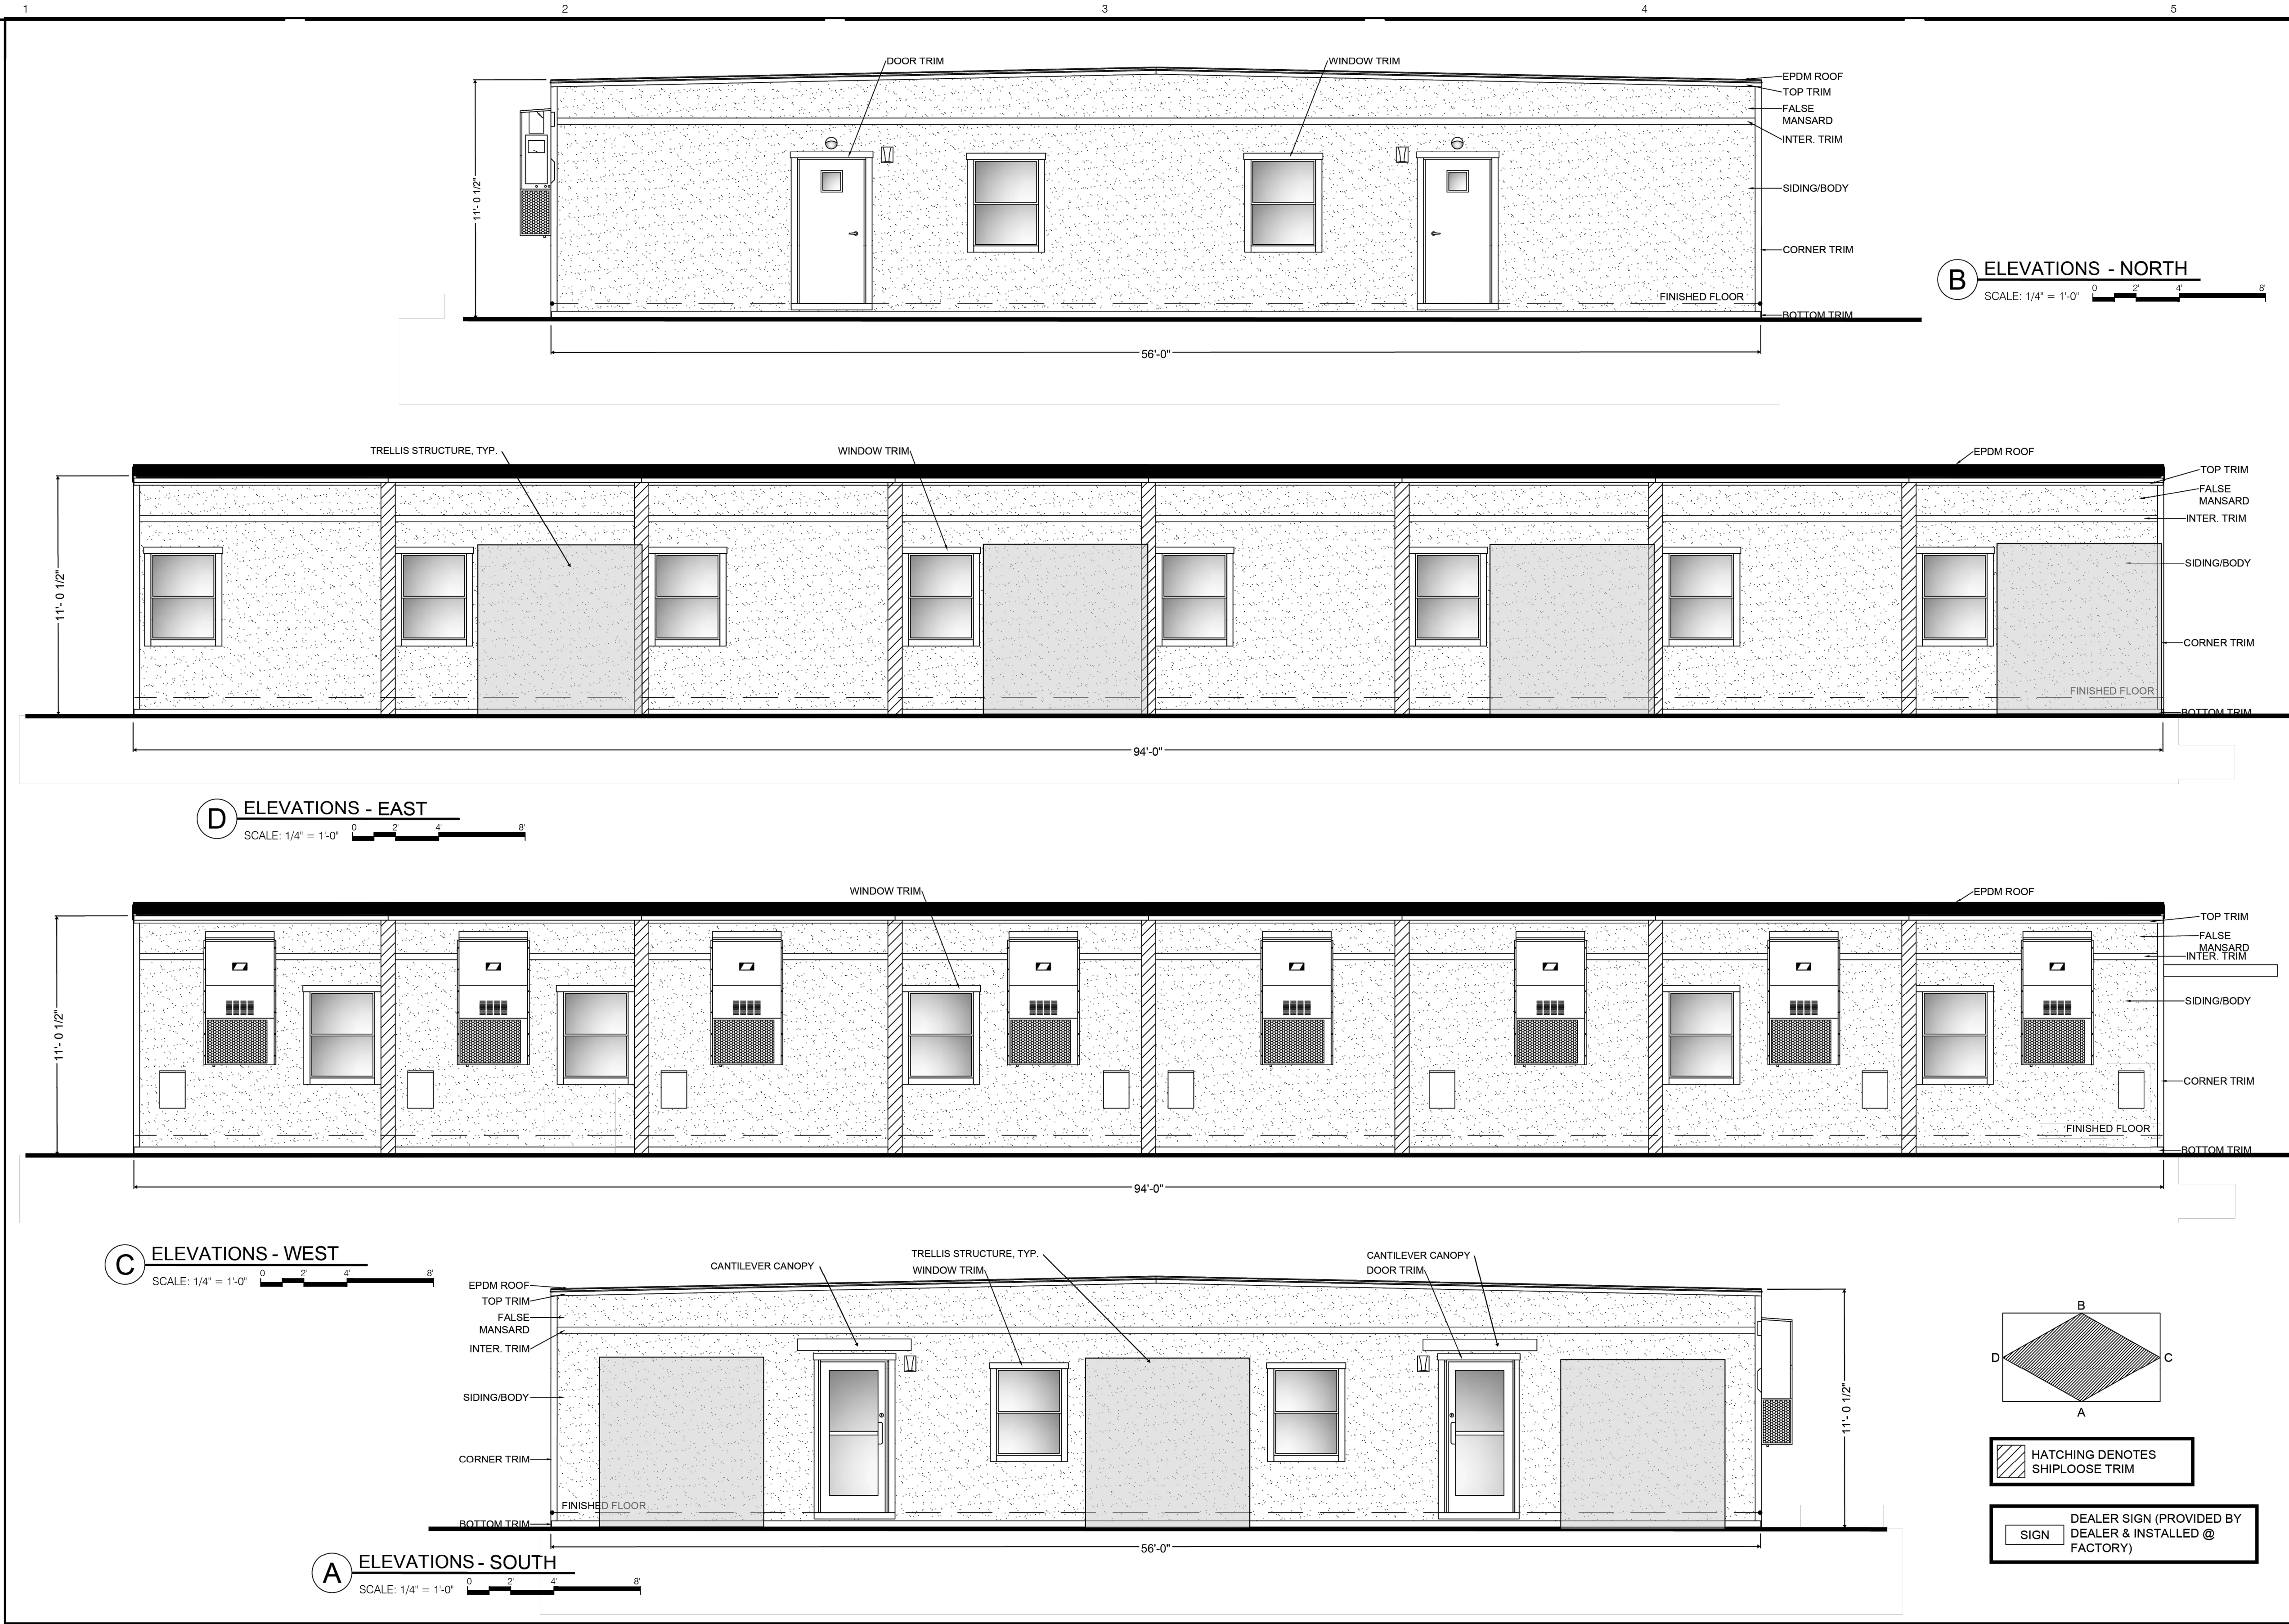 1 2 3 4 5
DOOR TRIM
WINDOW TRIM
EPDM ROOF
TOP TRIM
FALSE
MANSARD
INTER. TRIM
SIDING/BODY
CORNER TRIM
FINISHED FLOOR
BOTTOM TRIM
11'- 0 1/2"
56'-0"
B ELEVATIONS - NORTH
SCALE: 1/4" = 1'-0" 0 2' 4' 8'
TRELLIS STRUCTURE, TYP.
WINDOW TRIM
EPDM ROOF
TOP TRIM
FALSE
MANSARD
INTER. TRIM
SIDING/BODY
CORNER TRIM
FINISHED FLOOR
BOTTOM TRIM
11'- 0 1/2"
94'-0"
D ELEVATIONS - EAST
SCALE: 1/4" = 1'-0" 0 2' 4' 8'
WINDOW TRIM
EPDM ROOF
TOP TRIM
FALSE
MANSARD
INTER. TRIM
SIDING/BODY
CORNER TRIM
FINISHED FLOOR
BOTTOM TRIM
11'- 0 1/2"
94'-0"
C ELEVATIONS - WEST
SCALE: 1/4" = 1'-0" 0 2' 4' 8'
EPDM ROOF
TOP TRIM
FALSE
MANSARD
INTER. TRIM
SIDING/BODY
CORNER TRIM
FINISHED FLOOR
BOTTOM TRIM
CANTILEVER CANOPY
TRELLIS STRUCTURE, TYP.
WINDOW TRIM
CANTILEVER CANOPY
DOOR TRIM
11'- 0 1/2"
56'-0"
A ELEVATIONS - SOUTH
SCALE: 1/4" = 1'-0" 0 2' 4' 8'
B
D C
A
HATCHING DENOTES
SHIPLOOSE TRIM
SIGN
DEALER SIGN (PROVIDED BY
DEALER & INSTALLED @
FACTORY)